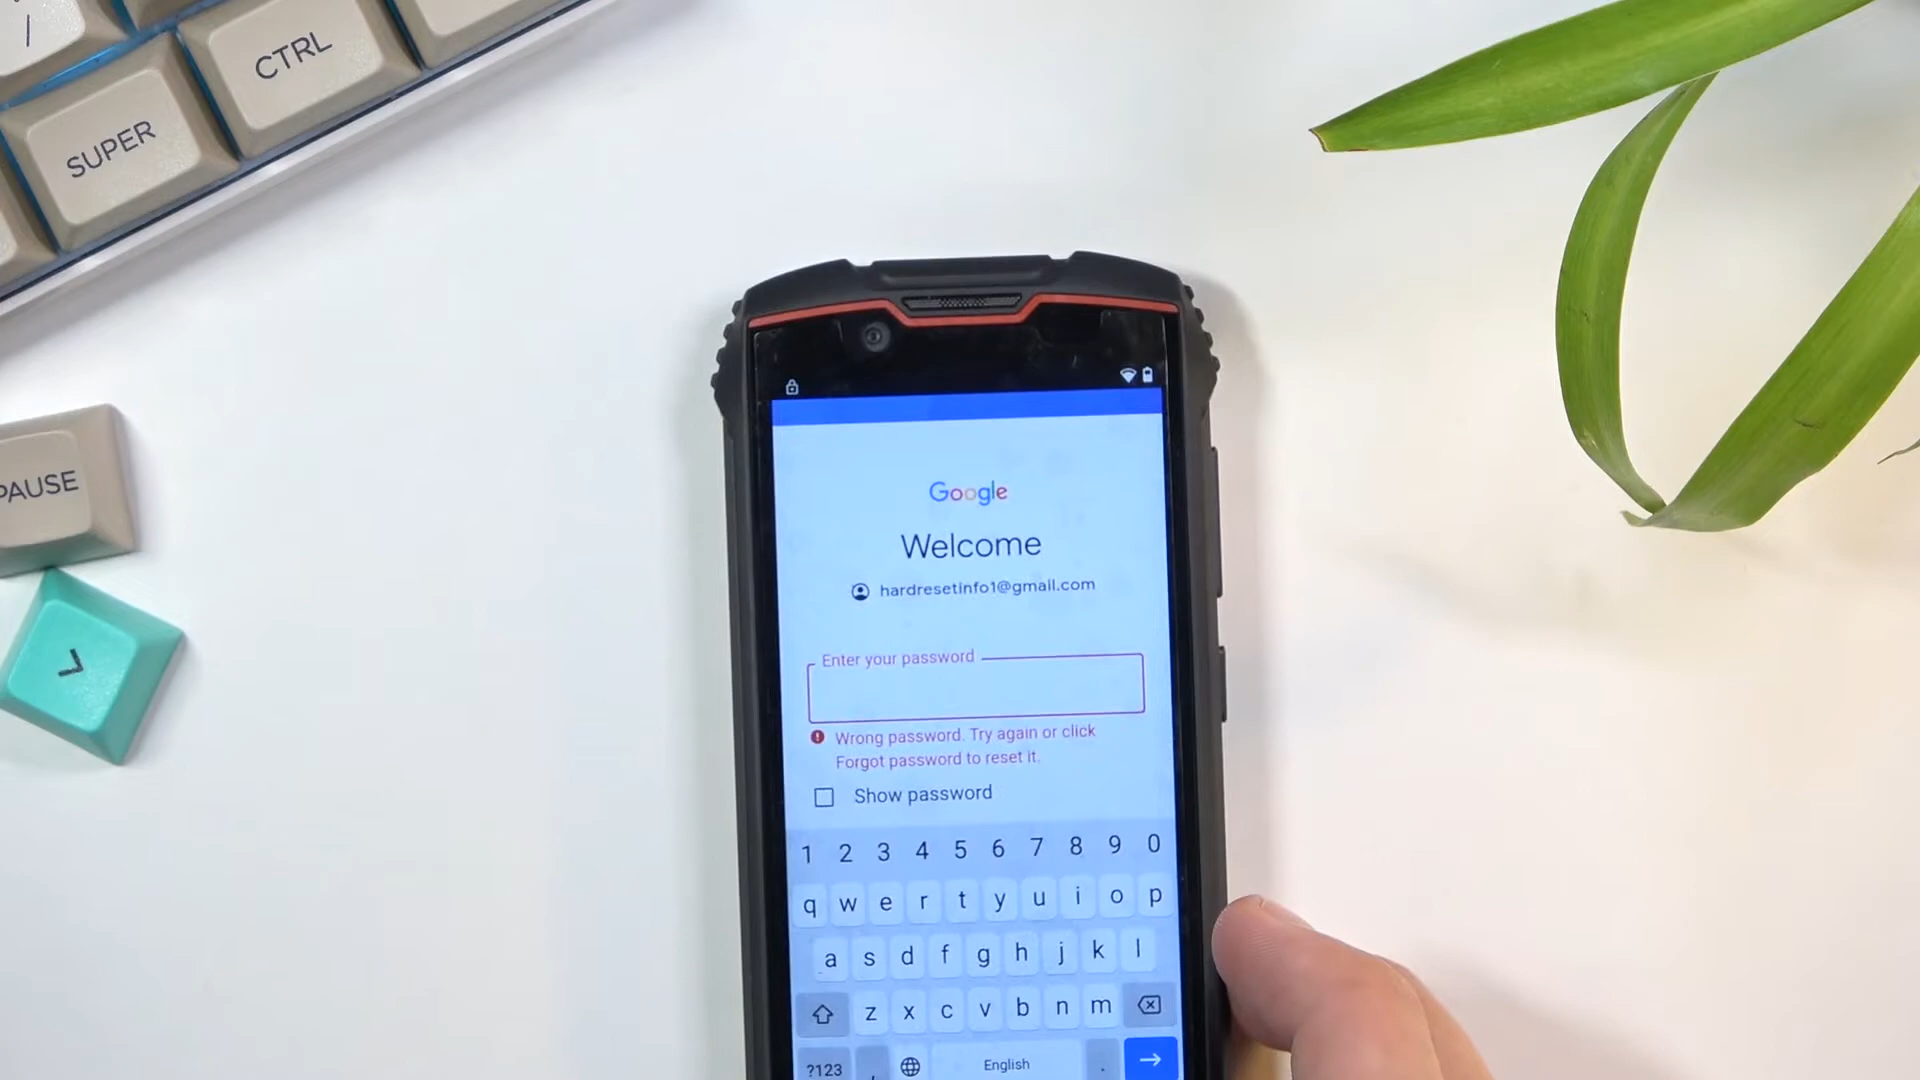 /
CTRL
SUPER
PAUSE
Google
Welcome
hardresetinfo1@gmail.com
Enter your password
Wrong password. Try again or click
Forgot password to reset it.
Show password
1 2 3 4 5 6 7 8 9 0
q w e r t y u i o p
a s d f g h j k l
z x c v b n m
?123 , English .